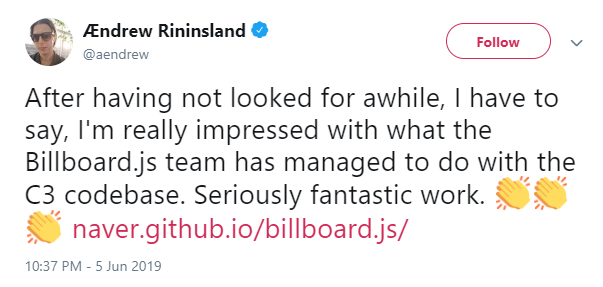 Ændrew Rininsland
@aendrew
Follow
After having not looked for awhile, I have to
say, I'm really impressed with what the
Billboard.js team has managed to do with the
C3 codebase. Seriously fantastic work. 👏👏
👏 naver.github.io/billboard.js/
10:37 PM - 5 Jun 2019